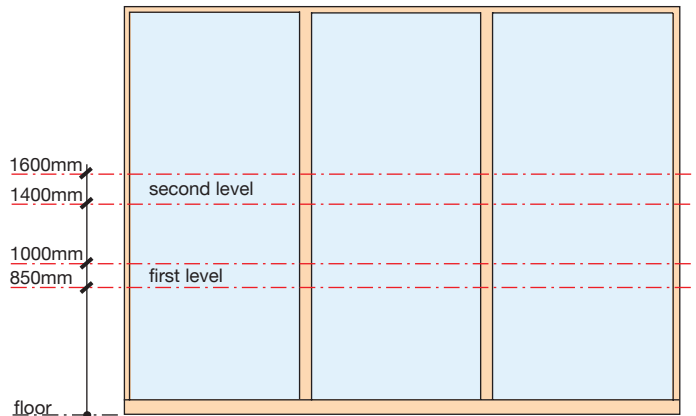 1600mm
second level
1400mm
1000mm
first level
850mm
floor